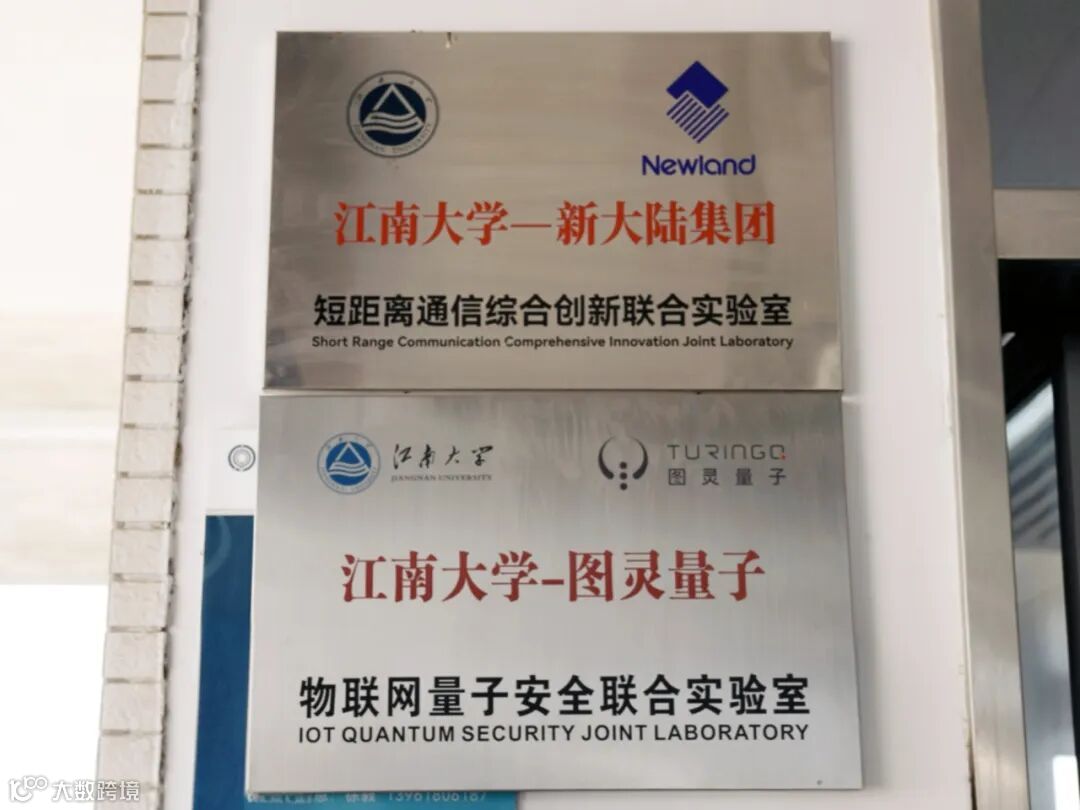 Newland
江南大学—新大陆集团
短距离通信综合创新联合实验室
Short Range Communication Comprehensive Innovation Joint Laboratory
江南大学
JIANGNAN UNIVERSITY
TURINGQ
图灵量子
江南大学-图灵量子
物联网量子安全联合实验室
IOT QUANTUM SECURITY JOINT LABORATORY
大数跨境